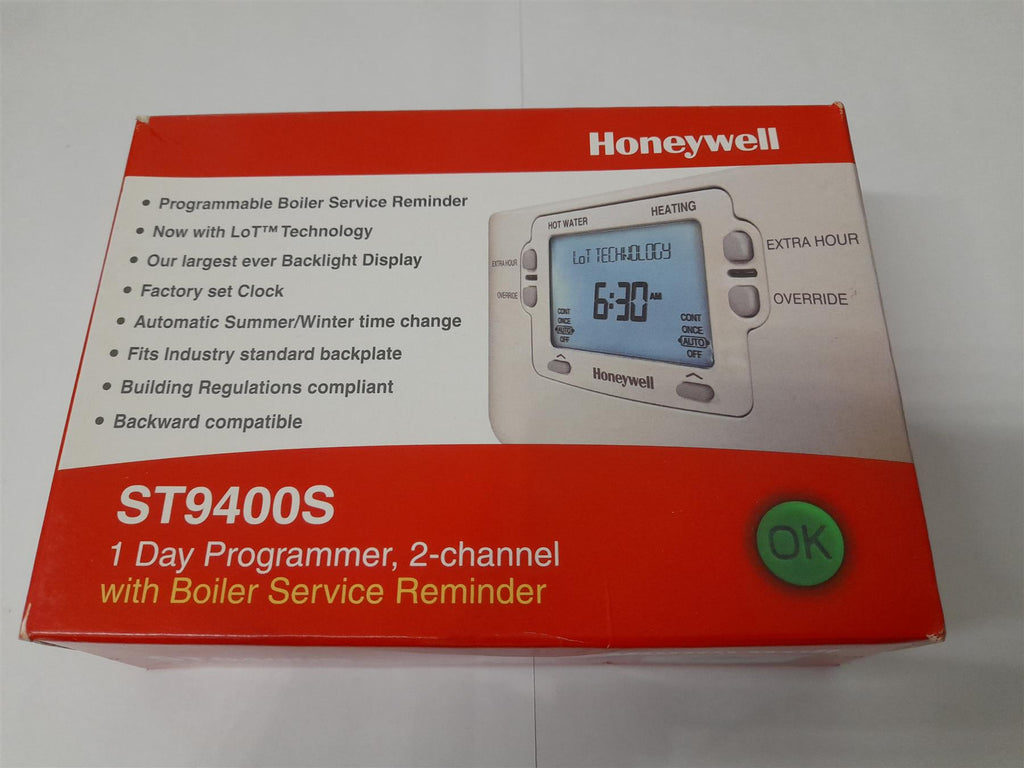 Honeywell
• Programmable Boiler Service Reminder
• Now with LoT™ Technology
• Our largest ever Backlight Display
• Factory set Clock
• Automatic Summer/Winter time change
• Fits Industry standard backplate
• Building Regulations compliant
• Backward compatible
HOT WATER HEATING
LoT TECHNOLOGY
EXTRA HOUR EXTRA HOUR
6:30 AM
OVERRIDE OVERRIDE
CONT CONT
ONCE ONCE
AUTO AUTO
OFF OFF
Honeywell
ST9400S
1 Day Programmer, 2-channel
with Boiler Service Reminder
OK